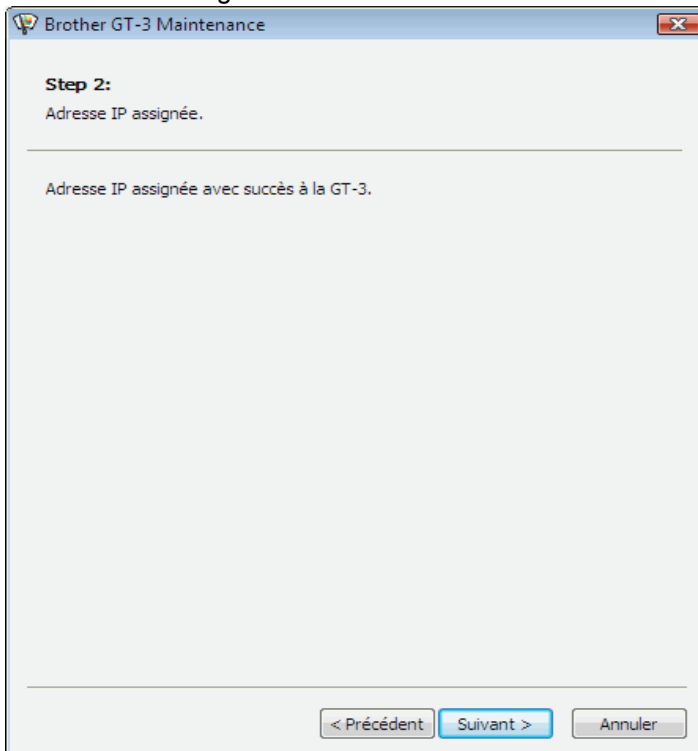 Brother GT-3 Maintenance
Step 2:
Adresse IP assignée.
Adresse IP assignée avec succès à la GT-3.
< Précédent Suivant > Annuler